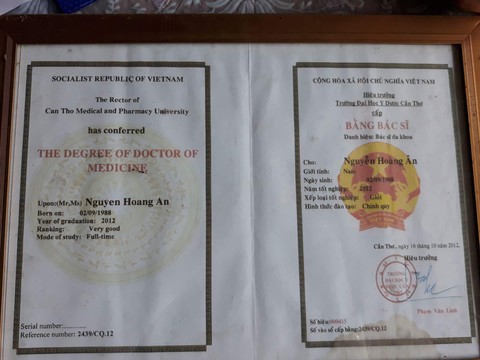 SOCIALIST REPUBLIC OF VIETNAM
The Rector of
Can Tho Medical and Pharmacy University
has conferred
THE DEGREE OF DOCTOR OF
MEDICINE
Upon:(Mr,Ms) Nguyen Hoang An
Born on: 02/09/1988
Year of graduation: 2012
Ranking: Very good
Mode of study: Full-time
Serial number:..........
Reference number: 2439/CQ.12
CỘNG HÒA XÃ HỘI CHỦ NGHĨA VIỆT NAM
Hiệu trưởng
Trường Đại Học Y Dược Cần Thơ
cấp
BẰNG BÁC SĨ
Danh hiệu: Bác sĩ đa khoa
Cho: Nguyễn Hoàng Ân
Giới tính: Nam
Ngày sinh: 02/09/1988
Năm tốt nghiệp: 2012
Xếp loại tốt nghiệp: Giỏi
Hình thức đào tạo: Chính quy
Cần Thơ, ngày 16 tháng 10 năm 2012
Hiệu trưởng
TRƯỜNG
ĐẠI HỌC
Phạm Văn Lình
Số hiệu:
Số vào sổ cấp bằng:2439/CQ.12